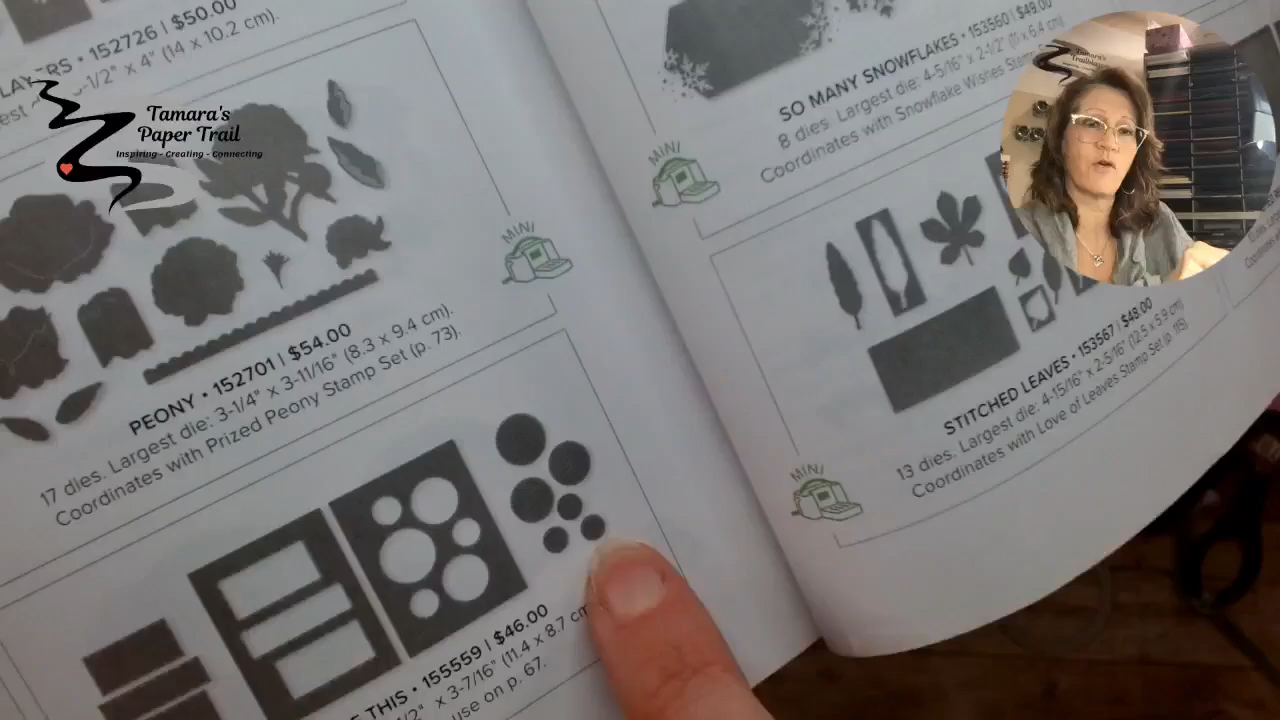 152726 | $50.00
-1/2" x 4" (14 x 10.2 cm).
Tamara's
Paper Trail
Inspiring - Creating - Connecting
MINI
PEONY • 152701 | $54.00
17 dies. Largest die: 3-1/4" x 3-11/16" (8.3 x 9.4 cm).
Coordinates with Prized Peony Stamp Set (p. 73).
THIS • 155559 | $46.00
x 3-7/16" (11.4 x 8.7 cm
use on p. 67.
SO MANY SNOWFLAKES • 153560 | $49.00
8 dies. Largest die: 4-5/16" x 2-1/2" (11 x 6.4 cm).
Coordinates with Snowflake Wishes Stamp
MINI
STITCHED LEAVES • 153567 | $48.00
13 dies. Largest die: 4-15/16" x 2-5/16" (12.5 x 5.9 cm).
Coordinates with Love of Leaves Stamp Set (p. 115)
MINI